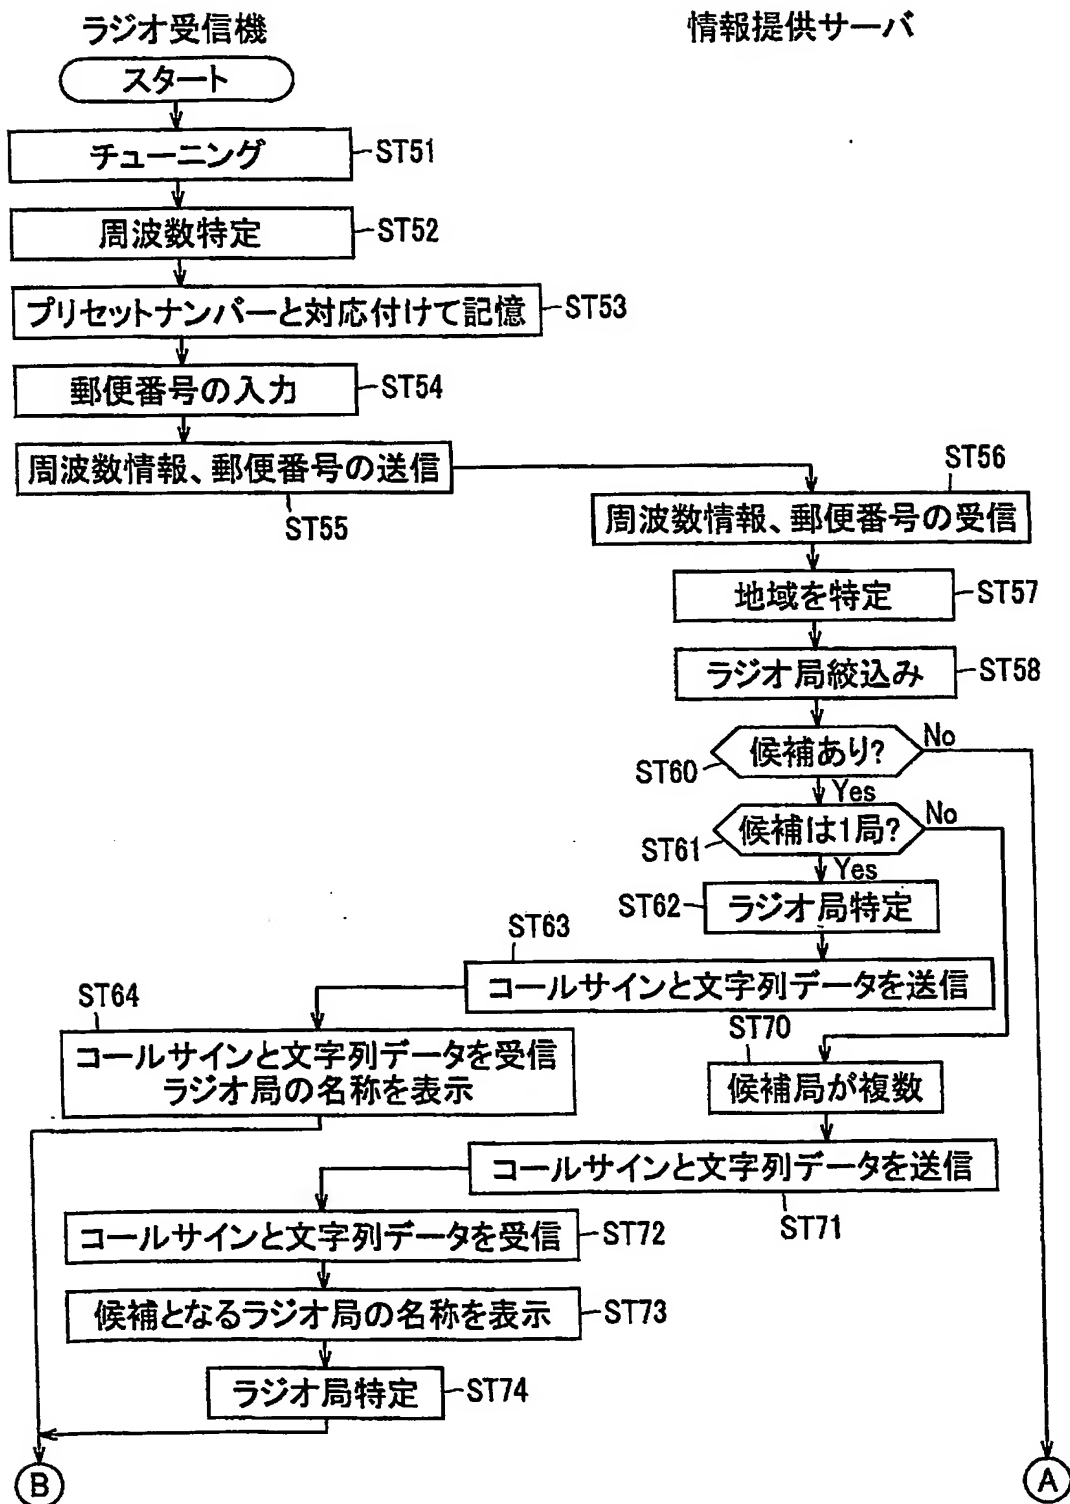 ラジオ受信機
情報提供サーバ
スタート
チューニング
ST51
周波数特定
ST52
プリセットナンバーと対応付けて記憶
ST53
郵便番号の入力
ST54
周波数情報、郵便番号の送信
ST55
ST56
周波数情報、郵便番号の受信
地域を特定
ST57
ラジオ局絞込み
ST58
候補あり?
No
ST60
Yes
候補は1局?
No
ST61
Yes
ST62
ラジオ局特定
ST63
コールサインと文字列データを送信
ST64
コールサインと文字列データを受信
ラジオ局の名称を表示
ST70
候補局が複数
コールサインと文字列データを送信
ST71
コールサインと文字列データを受信
ST72
候補となるラジオ局の名称を表示
ST73
ラジオ局特定
ST74
B
A